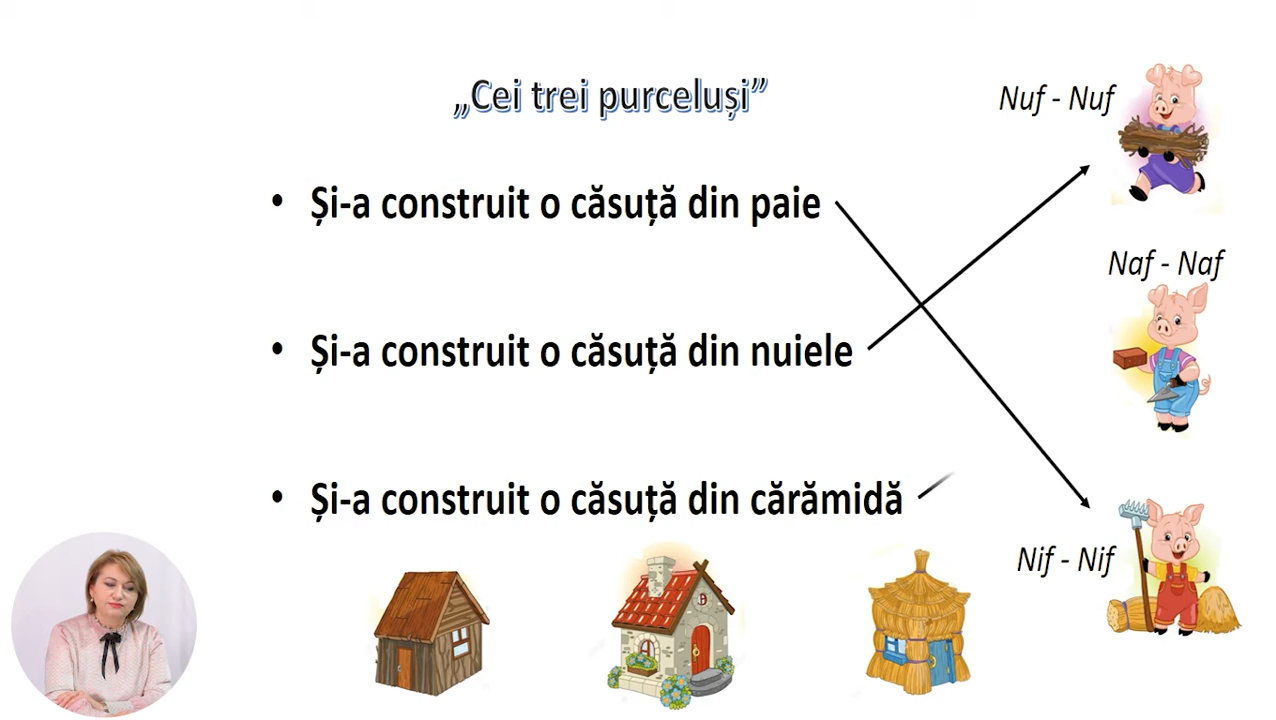 „Cei trei purceluși”
Nuf - Nuf
• Și-a construit o căsuță din paie
Naf - Naf
• Și-a construit o căsuță din nuiele
• Și-a construit o căsuță din cărămidă
Nif - Nif